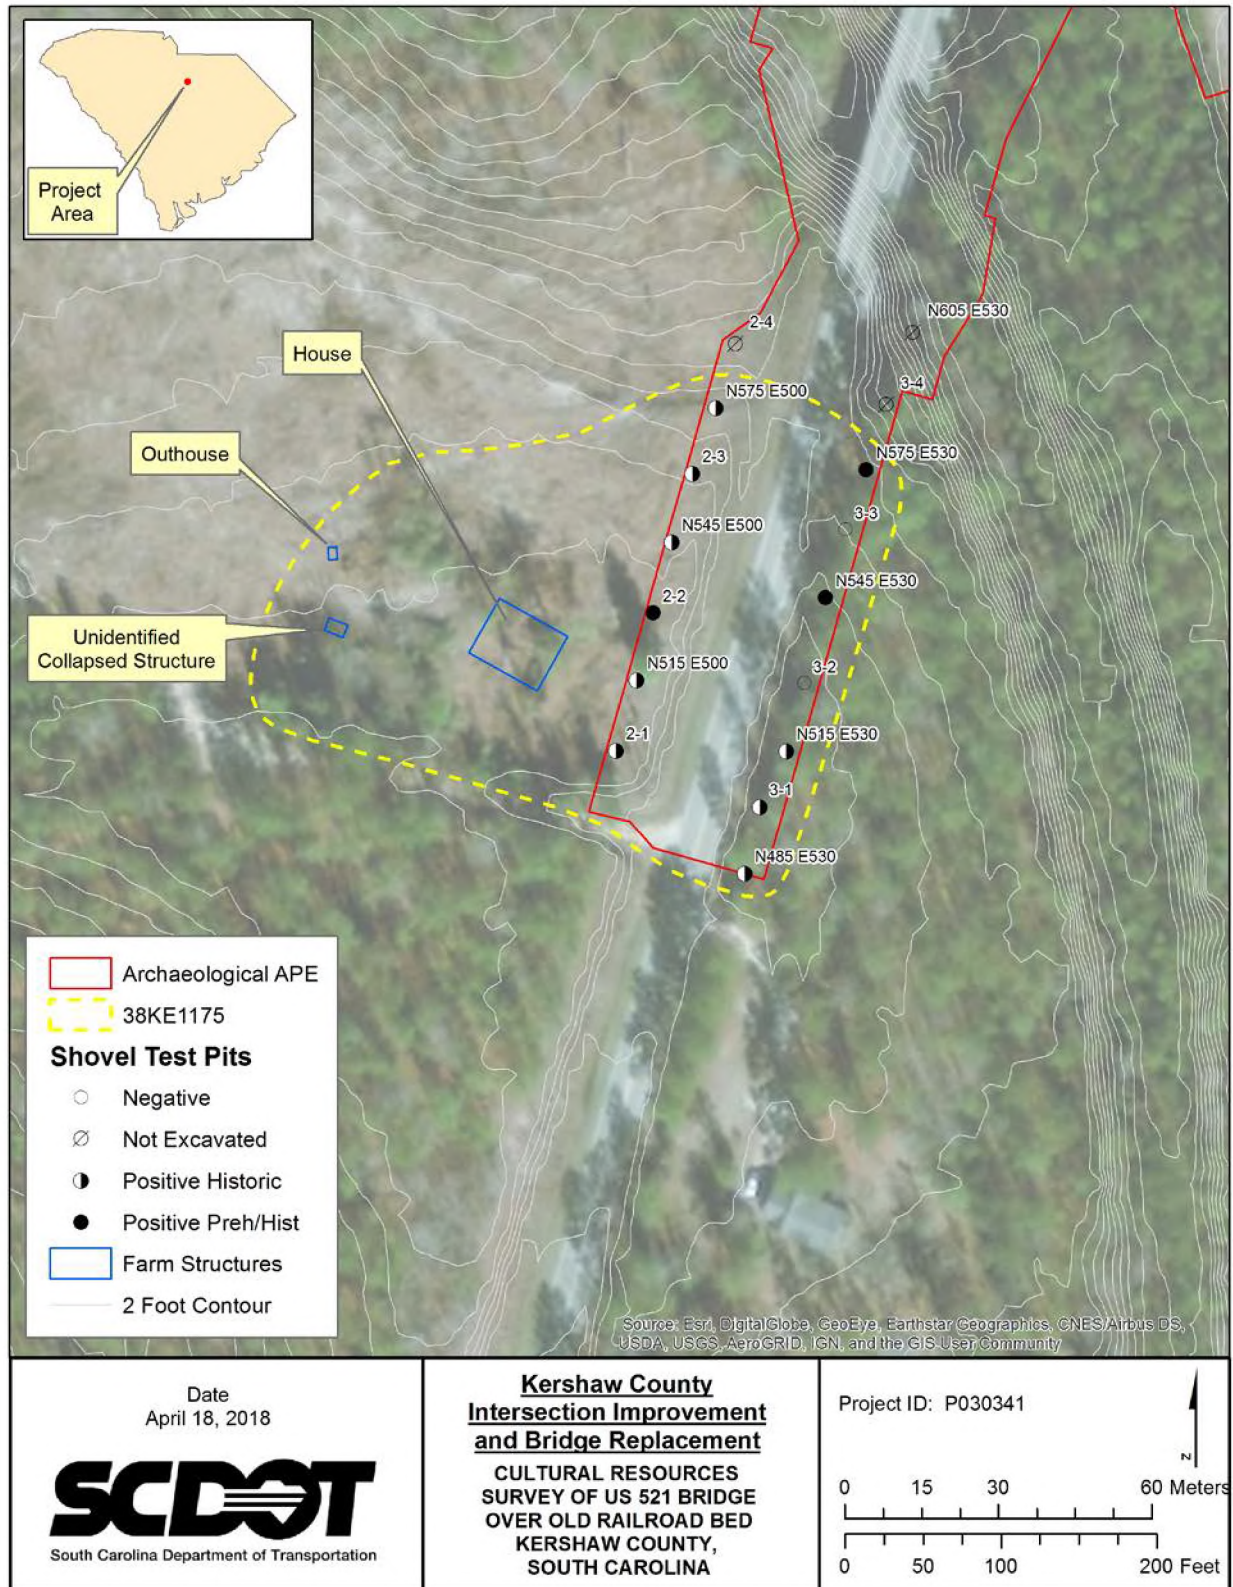 Project
Area
House
Outhouse
Unidentified
Collapsed Structure
2-4
N605 E530
3-4
N575 E500
N575 E530
2-3
3-3
N545 E500
N545 E530
2-2
3-2
N515 E500
N515 E530
2-1
3-1
N485 E530
Archaeological APE
38KE1175
Shovel Test Pits
Negative
Not Excavated
Positive Historic
Positive Preh/Hist
Farm Structures
2 Foot Contour
Source: Esri, DigitalGlobe, GeoEye, Earthstar Geographics, CNES/Airbus DS,
USDA, USGS, AeroGRID, IGN, and the GIS User Community
Date
April 18, 2018
SCDOT
South Carolina Department of Transportation
Kershaw County
Intersection Improvement
and Bridge Replacement
CULTURAL RESOURCES
SURVEY OF US 521 BRIDGE
OVER OLD RAILROAD BED
KERSHAW COUNTY,
SOUTH CAROLINA
Project ID: P030341
N
0 15 30 60 Meters
0 50 100 200 Feet